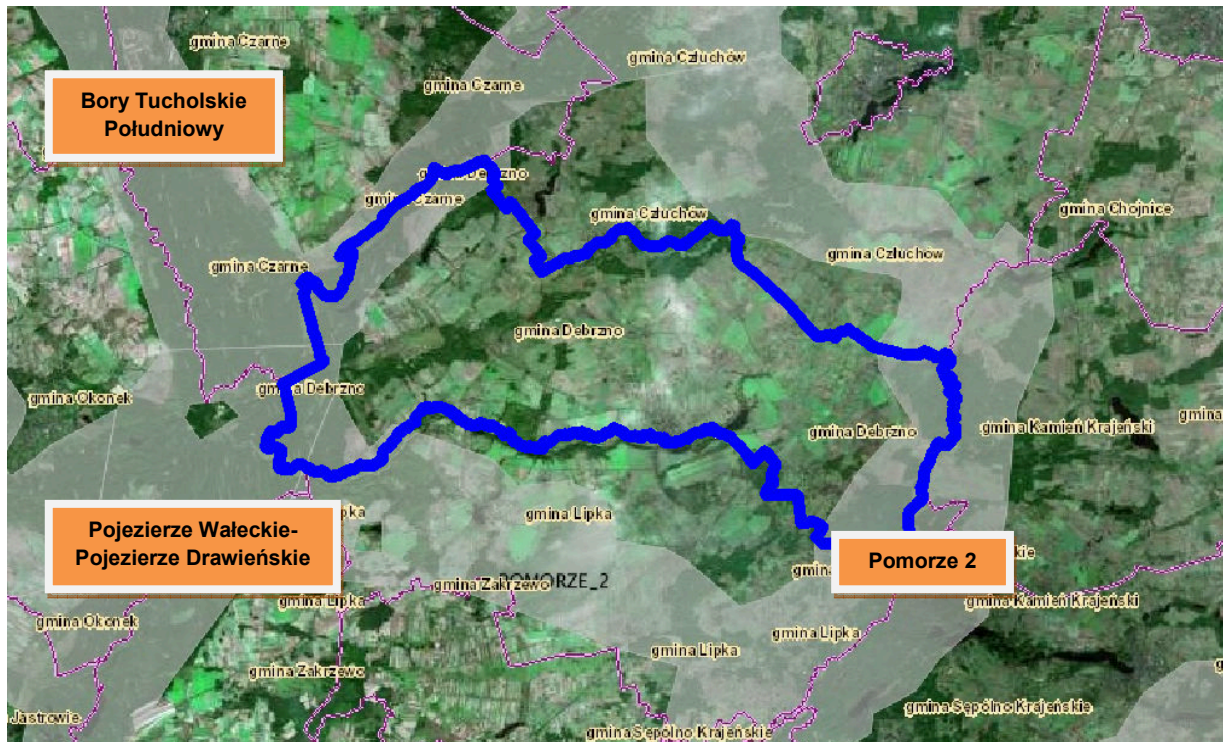 gmina Czarne
gmina Człuchów
Bory Tucholskie
Południowy
gmina Czarne
gmina Debrzno
gmina Czarne
gmina Człuchów
gmina Chojnice
gmina Człuchów
gmina Czarne
gmina Debrzno
gmina Debrzno
gmina Okonek
gmina Debrzno
gmina Kamień Krajeński
Pojezierze Wałeckie-
Pojezierze Drawieńskie
gmina Lipka
Pomorze 2
POMORZE_2
gmina Zakrzewo
gmina Lipka
gmina Kamień Krajeński
gmina Okonek
gmina Lipka
gmina Lipka
gmina Zakrzewo
gmina Sępólno Krajeńskie
Jastrowie
gmina Sępólno Krajeńskie